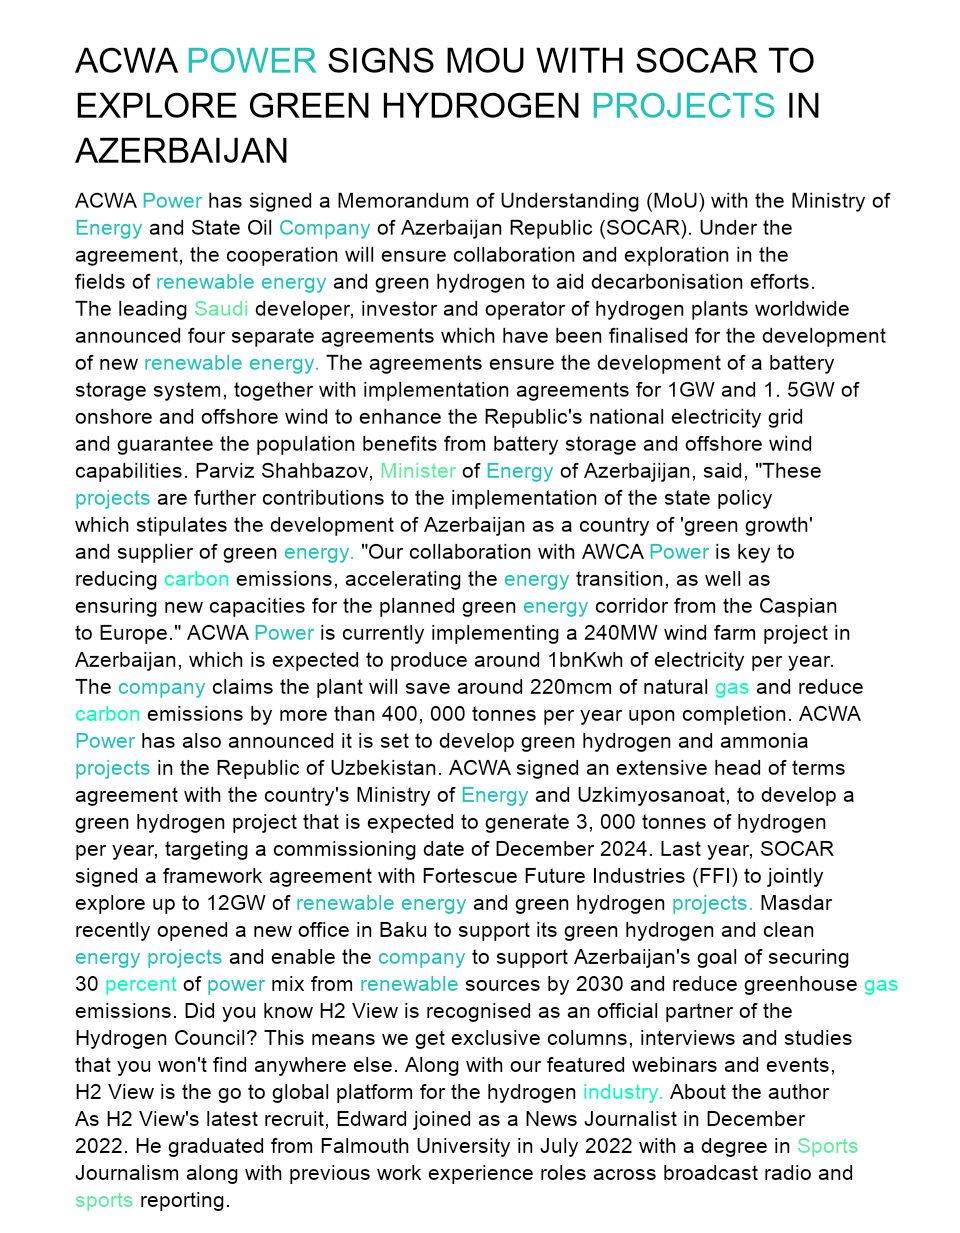 ACWA POWER SIGNS MOU WITH SOCAR TO
EXPLORE GREEN HYDROGEN PROJECTS IN
AZERBAIJAN
ACWA Power has signed a Memorandum of Understanding (MoU) with the Ministry of
Energy and State Oil Company of Azerbaijan Republic (SOCAR). Under the
agreement, the cooperation will ensure collaboration and exploration in the
fields of renewable energy and green hydrogen to aid decarbonisation efforts.
The leading Saudi developer, investor and operator of hydrogen plants worldwide
announced four separate agreements which have been finalised for the development
of new renewable energy. The agreements ensure the development of a battery
storage system, together with implementation agreements for 1GW and 1. 5GW of
onshore and offshore wind to enhance the Republic's national electricity grid
and guarantee the population benefits from battery storage and offshore wind
capabilities. Parviz Shahbazov, Minister of Energy of Azerbajijan, said, "These
projects are further contributions to the implementation of the state policy
which stipulates the development of Azerbaijan as a country of 'green growth'
and supplier of green energy. "Our collaboration with AWCA Power is key to
reducing carbon emissions, accelerating the energy transition, as well as
ensuring new capacities for the planned green energy corridor from the Caspian
to Europe." ACWA Power is currently implementing a 240MW wind farm project in
Azerbaijan, which is expected to produce around 1bnKwh of electricity per year.
The company claims the plant will save around 220mcm of natural gas and reduce
carbon emissions by more than 400, 000 tonnes per year upon completion. ACWA
Power has also announced it is set to develop green hydrogen and ammonia
projects in the Republic of Uzbekistan. ACWA signed an extensive head of terms
agreement with the country's Ministry of Energy and Uzkimyosanoat, to develop a
green hydrogen project that is expected to generate 3, 000 tonnes of hydrogen
per year, targeting a commissioning date of December 2024. Last year, SOCAR
signed a framework agreement with Fortescue Future Industries (FFI) to jointly
explore up to 12GW of renewable energy and green hydrogen projects. Masdar
recently opened a new office in Baku to support its green hydrogen and clean
energy projects and enable the company to support Azerbaijan's goal of securing
30 percent of power mix from renewable sources by 2030 and reduce greenhouse gas
emissions. Did you know H2 View is recognised as an official partner of the
Hydrogen Council? This means we get exclusive columns, interviews and studies
that you won't find anywhere else. Along with our featured webinars and events,
H2 View is the go to global platform for the hydrogen industry. About the author
As H2 View's latest recruit, Edward joined as a News Journalist in December
2022. He graduated from Falmouth University in July 2022 with a degree in Sports
Journalism along with previous work experience roles across broadcast radio and
sports reporting.